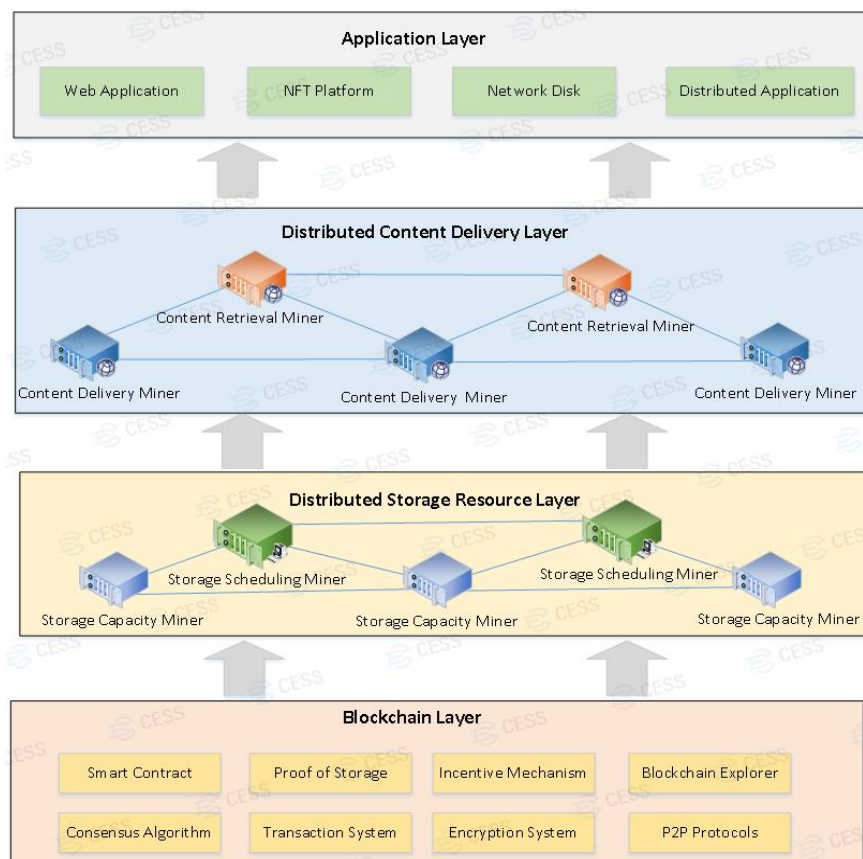 Application Layer
Web Application
NFT Platform
Network Disk
Distributed Application
Distributed Content Delivery Layer
Content Retrieval Miner
Content Retrieval Miner
Content Delivery Miner
Content Delivery Miner
Content Delivery Miner
Distributed Storage Resource Layer
Storage Scheduling Miner
Storage Scheduling Miner
Storage Capacity Miner
Storage Capacity Miner
Storage Capacity Miner
Blockchain Layer
Smart Contract
Proof of Storage
Incentive Mechanism
Blockchain Explorer
Consensus Algorithm
Transaction System
Encryption System
P2P Protocols
CESS